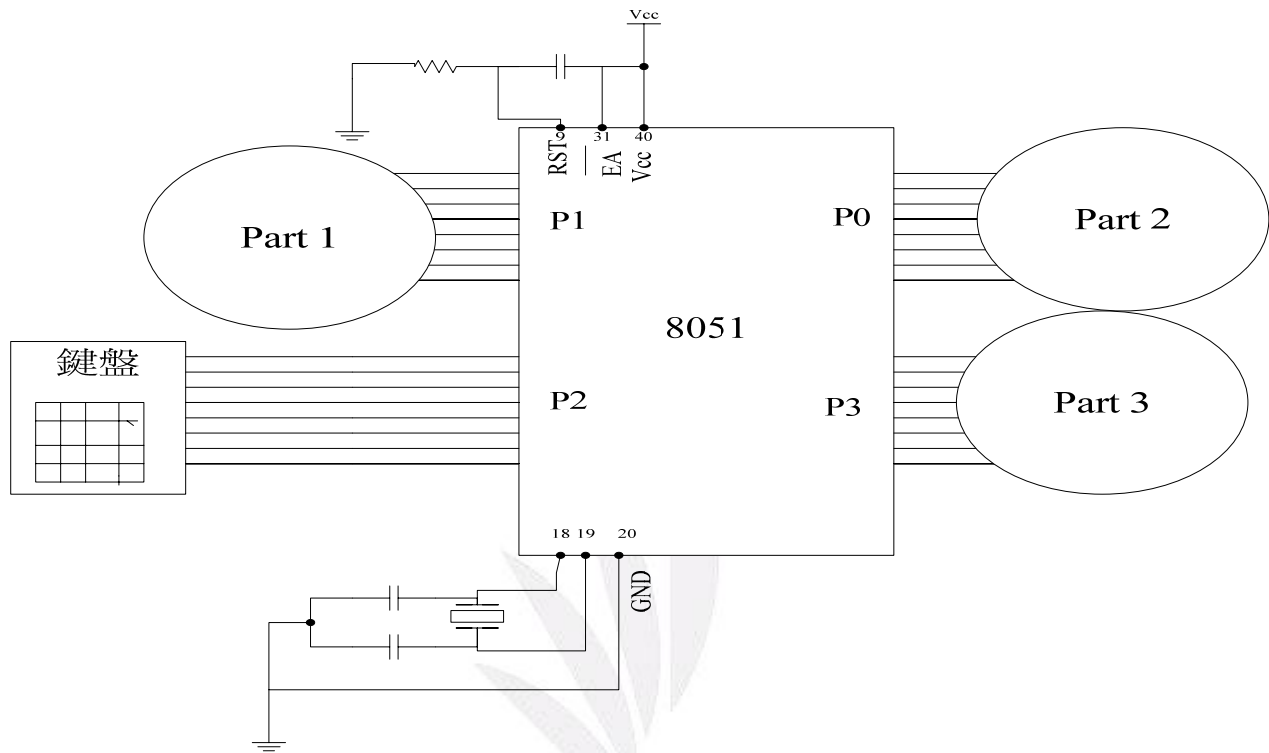 Vcc
9
31
40
RST
EA
Vcc
P1
P0
Part 1
Part 2
8051
鍵盤
P2
P3
Part 3
18 19 20
GND